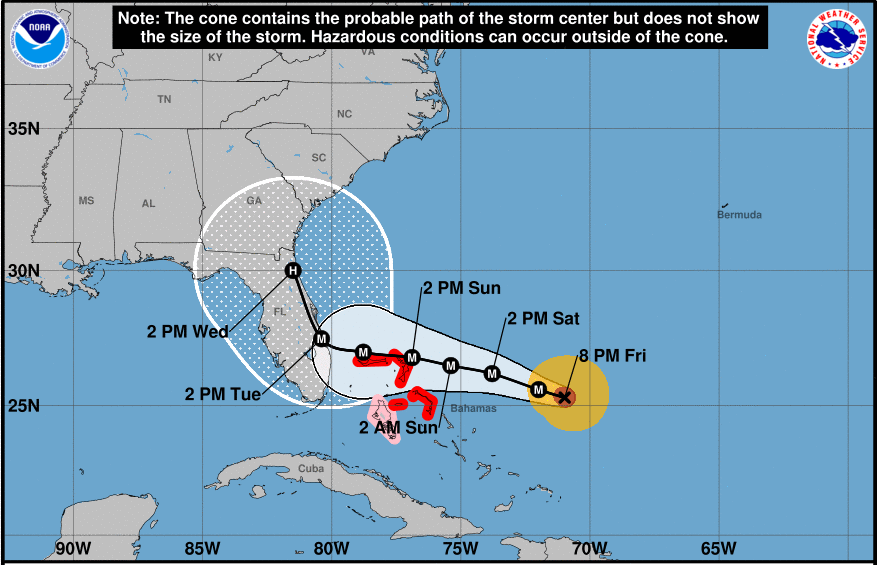 Note: The cone contains the probable path of the storm center but does not show
the size of the storm. Hazardous conditions can occur outside of the cone.
NOAA
NATIONAL WEATHER SERVICE
KY
VA
TN
NC
35N
SC
MS
AL
GA
Bermuda
30N
2 PM Sun
H
FL
2 PM Sat
2 PM Wed
M
8 PM Fri
M
M
M
M
M
2 PM Tue
25N
Bahamas
2 AM Sun
Cuba
90W
85W
80W
75W
70W
65W